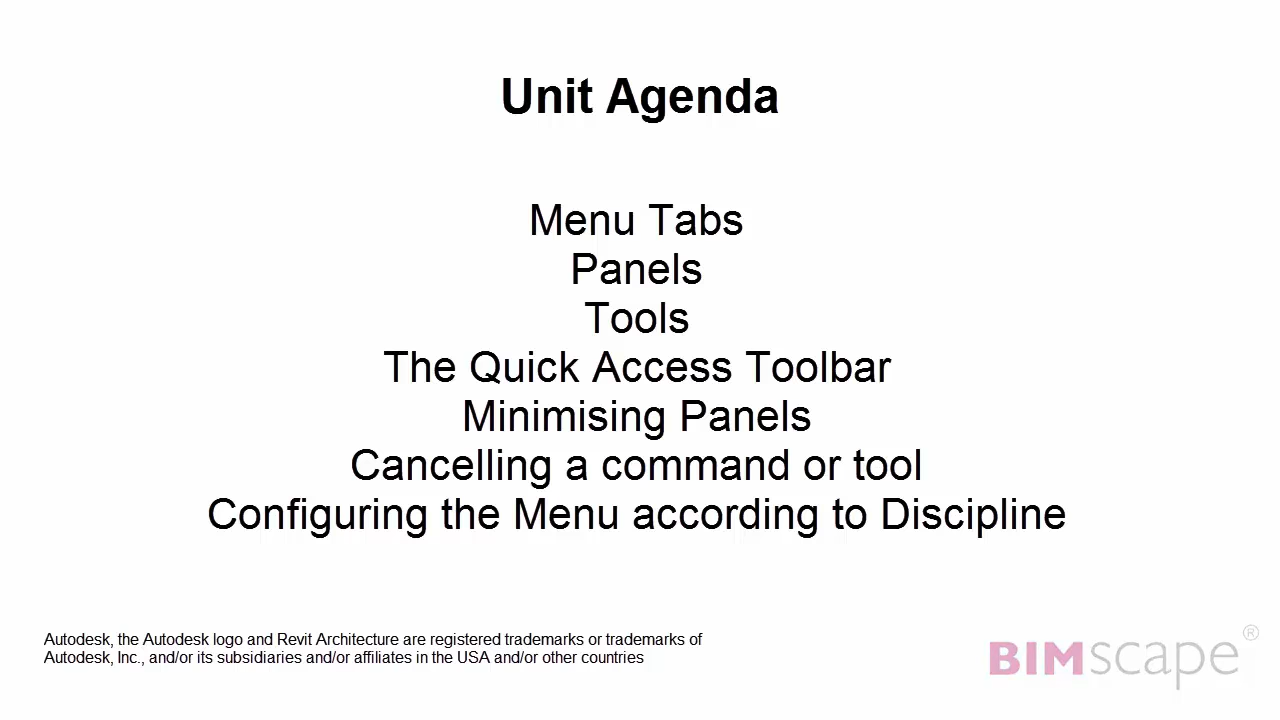 Unit Agenda
Menu Tabs
Panels
Tools
The Quick Access Toolbar
Minimising Panels
Cancelling a command or tool
Configuring the Menu according to Discipline
Autodesk, the Autodesk logo and Revit Architecture are registered trademarks or trademarks of
Autodesk, Inc., and/or its subsidiaries and/or affiliates in the USA and/or other countries
BIMscape®